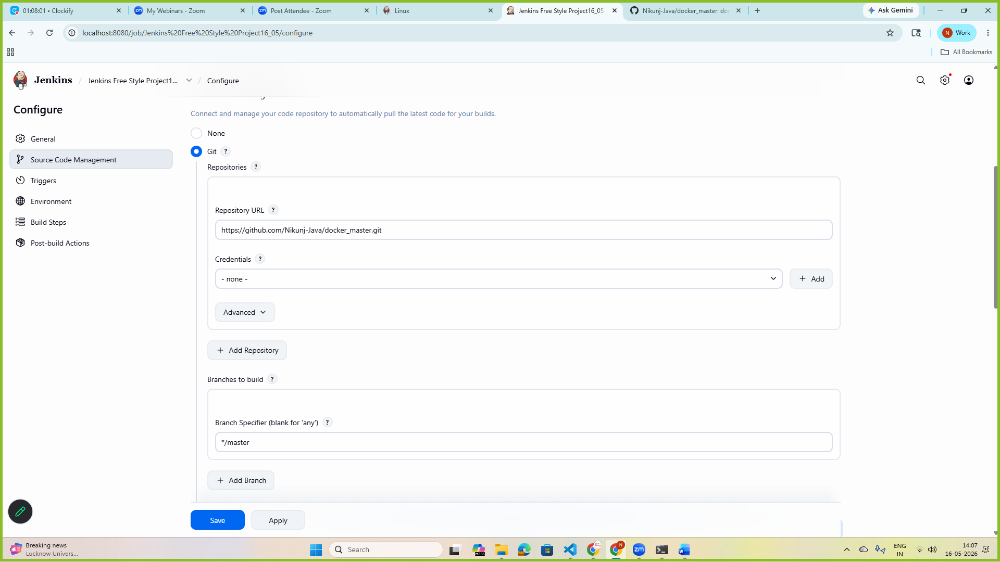 01:08:01 • Clockify
My Webinars - Zoom
Post Attendee - Zoom
Linux
Jenkins Free Style Project16_05
Nikunj-Java/docker_master: doc
Ask Gemini
localhost:8080/job/Jenkins%20Free%20Style%20Project16_05/configure
N Work
All Bookmarks
Jenkins / Jenkins Free Style Project1... / Configure
Configure
General
Source Code Management
Triggers
Environment
Build Steps
Post-build Actions
Connect and manage your code repository to automatically pull the latest code for your builds.
None
Git ?
Repositories ?
Repository URL ?
https://github.com/Nikunj-Java/docker_master.git
Credentials ?
- none -
+ Add
Advanced
+ Add Repository
Branches to build ?
Branch Specifier (blank for 'any') ?
*/master
+ Add Branch
Save
Apply
Breaking news
Lucknow Univers...
Search
M365
N
zm
ENG
IN
14:07
16-05-2026